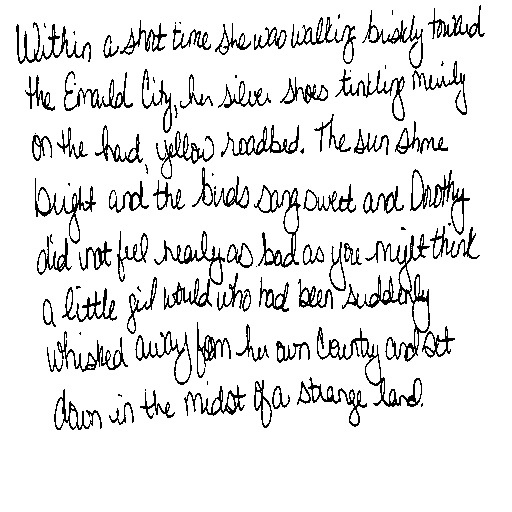 Within a short time she was walking briskly toward
the Emerald City, her silver shoes tinkling merrily
on the hard, yellow roadbed. The sun shone
bright and the birds sang sweet and Dorothy
did not feel nearly as bad as you might think
a little girl would who had been suddenly
whisked away from her own country and set
down in the midst of a strange land.